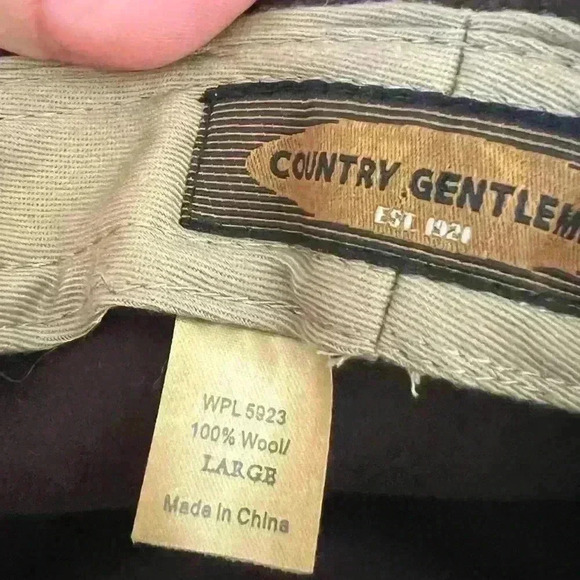 COUNTRY GENTLEM
EST. 1921
WPL 5923
100% Wool/
LARGE
Made in China